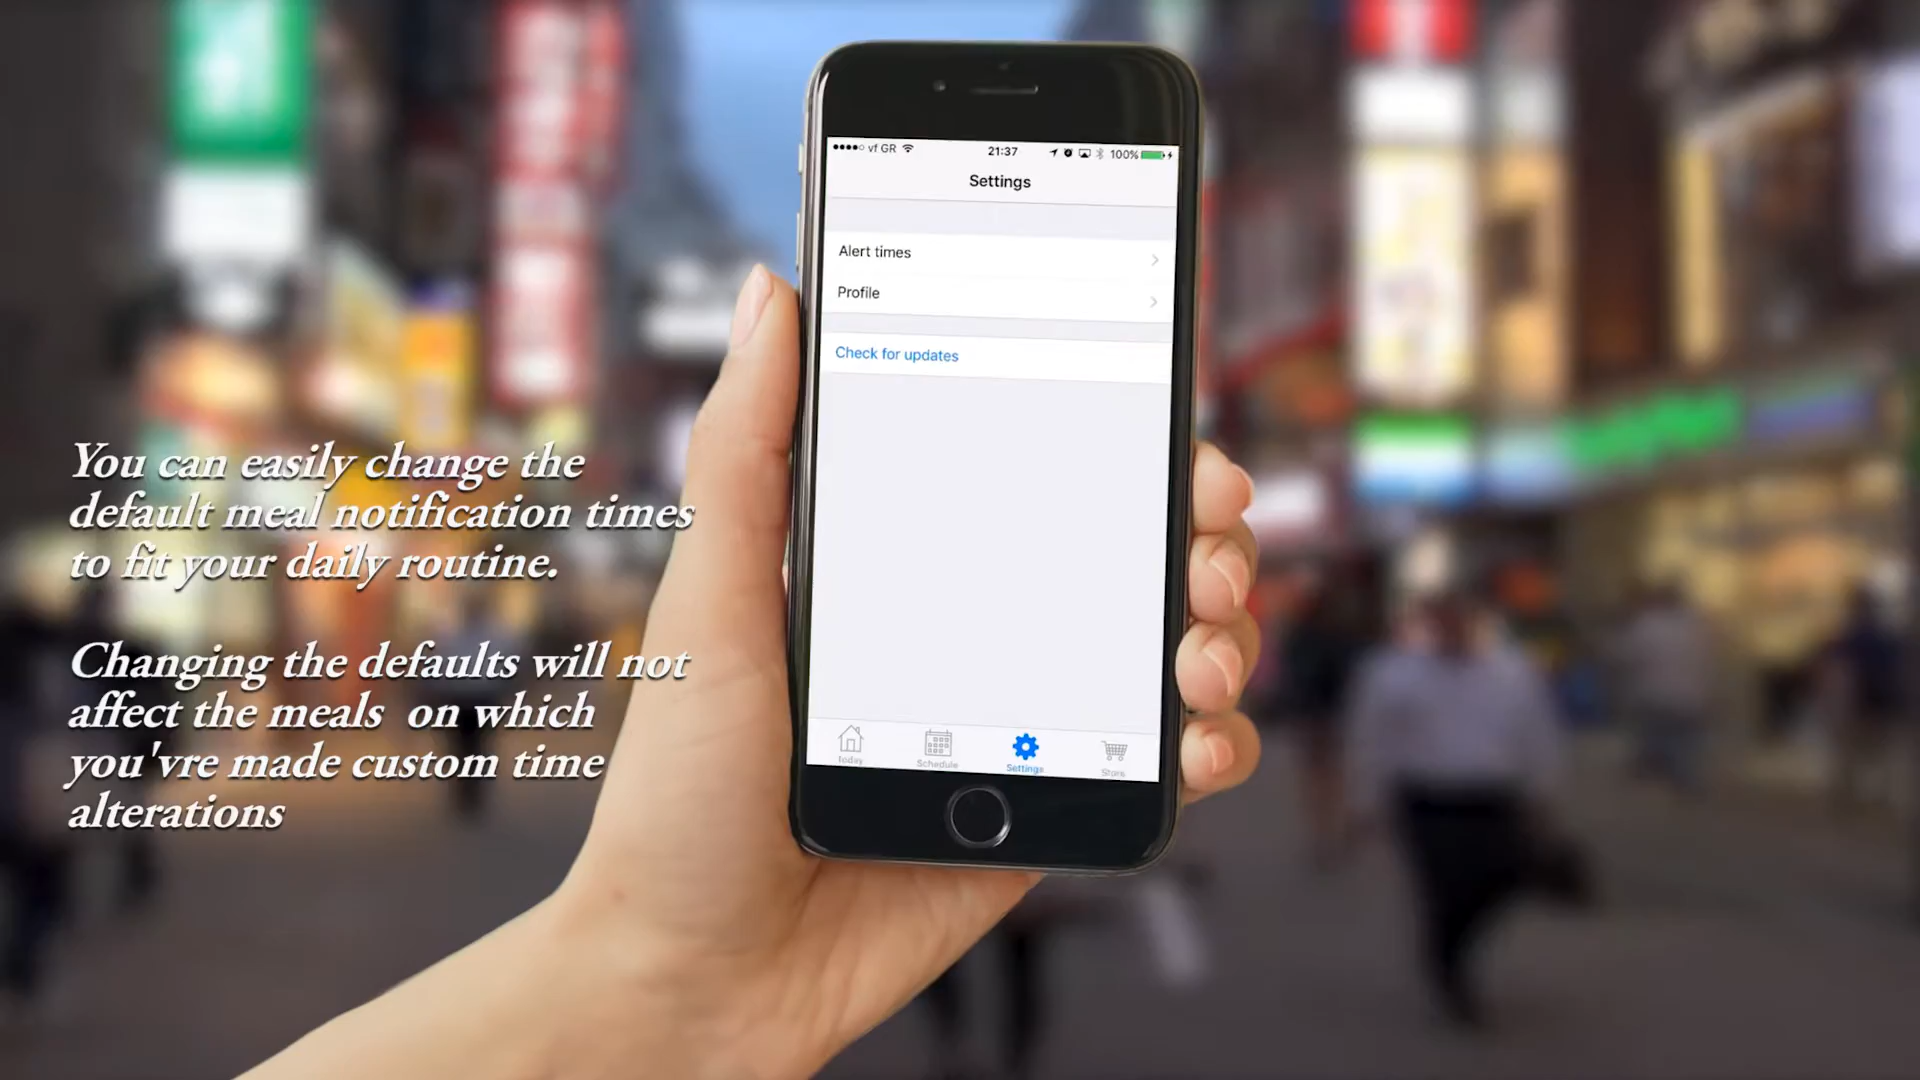 vf GR 21:37 100%
Settings
Alert times
Profile
Check for updates
You can easily change the
default meal notification times
to fit your daily routine.
Changing the defaults will not
affect the meals on which
you'vre made custom time
alterations
Today Schedule Settings Store